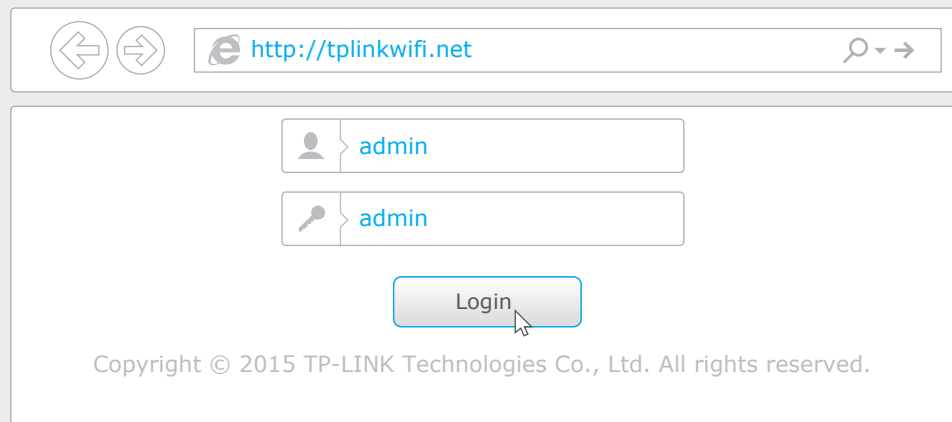 http://tplinkwifi.net
admin
admin
Login
Copyright © 2015 TP-LINK Technologies Co., Ltd. All rights reserved.